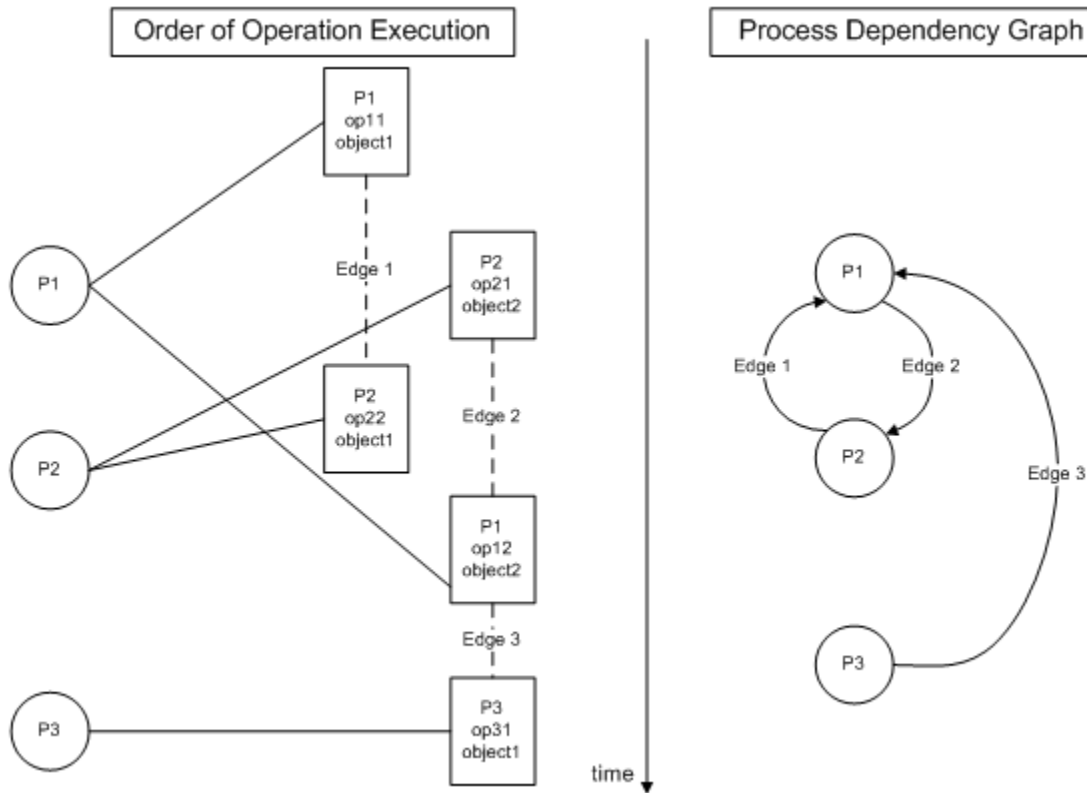 Order of Operation Execution
Process Dependency Graph
P1
op11
object1
P1
Edge 1
P2
op21
object2
P2
op22
object1
Edge 2
P2
P1
op12
object2
Edge 3
P3
P3
op31
object1
time
P1
Edge 1
Edge 2
P2
Edge 3
P3